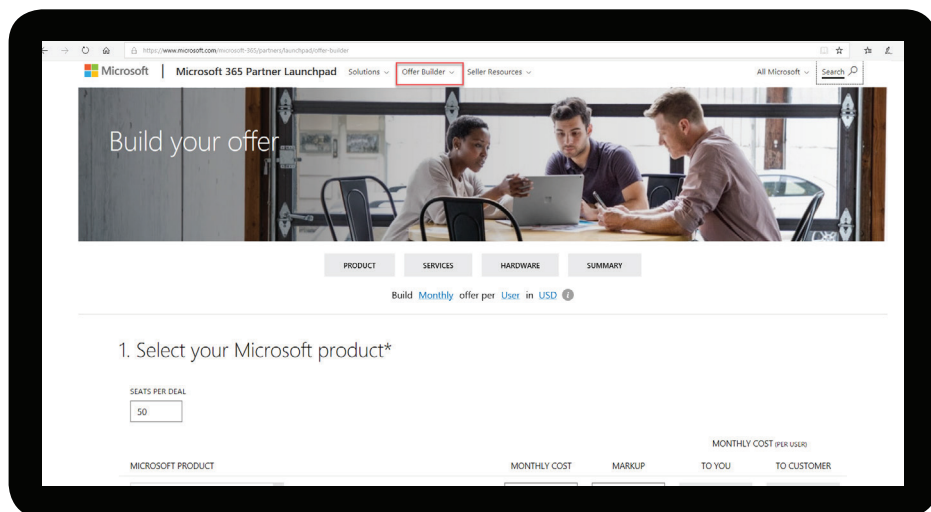 https://www.microsoft.com/microsoft-365/partners/launchpad/offer-builder
Microsoft | Microsoft 365 Partner Launchpad Solutions Offer Builder Seller Resources All Microsoft Search
Build your offer
PRODUCT SERVICES HARDWARE SUMMARY
Build Monthly offer per User in USD i
1. Select your Microsoft product*
SEATS PER DEAL
50
MONTHLY COST (PER USER)
MICROSOFT PRODUCT MONTHLY COST MARKUP TO YOU TO CUSTOMER